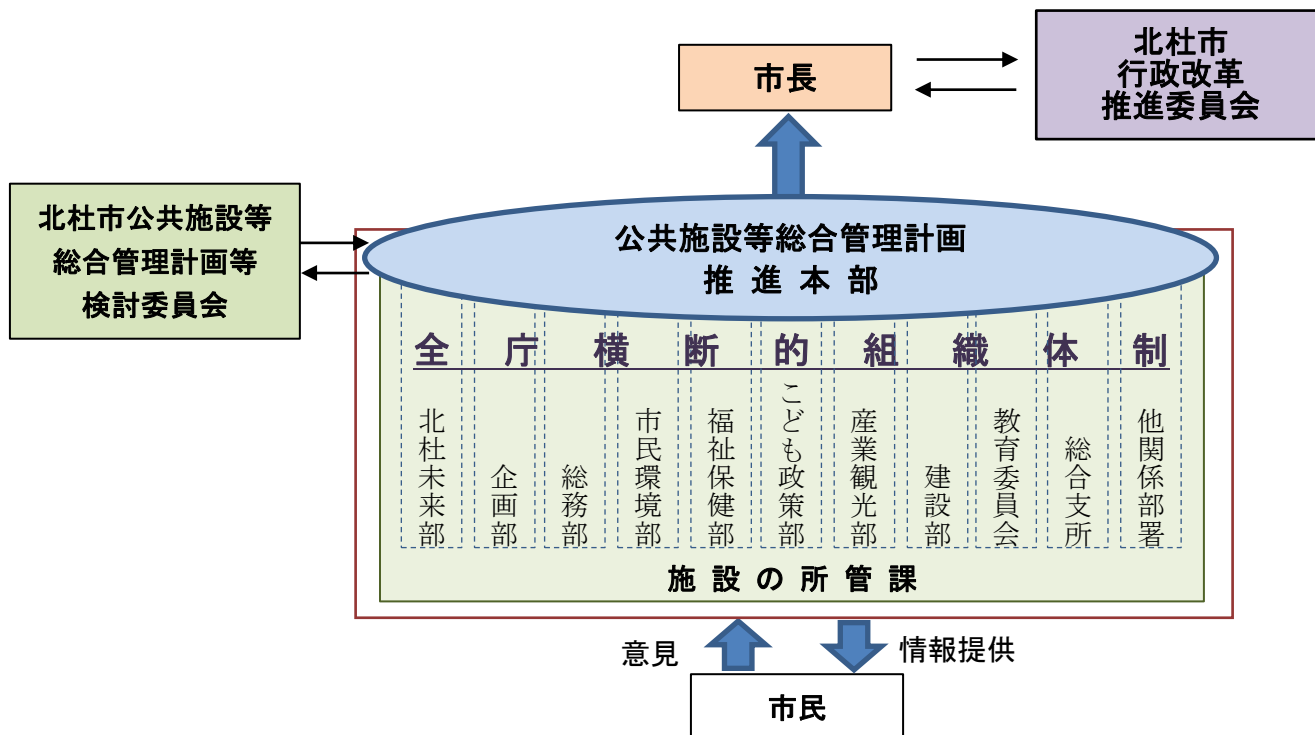 市長
北杜市
行政改革
推進委員会
北杜市公共施設等
総合管理計画等
検討委員会
公共施設等総合管理計画
推進本部
全庁横断的組織体制
北杜未来部
企画部
総務部
市民環境部
福祉保健部
こども政策部
産業観光部
建設部
教育委員会
総合支所
他関係部署
施設の所管課
意見
情報提供
市民